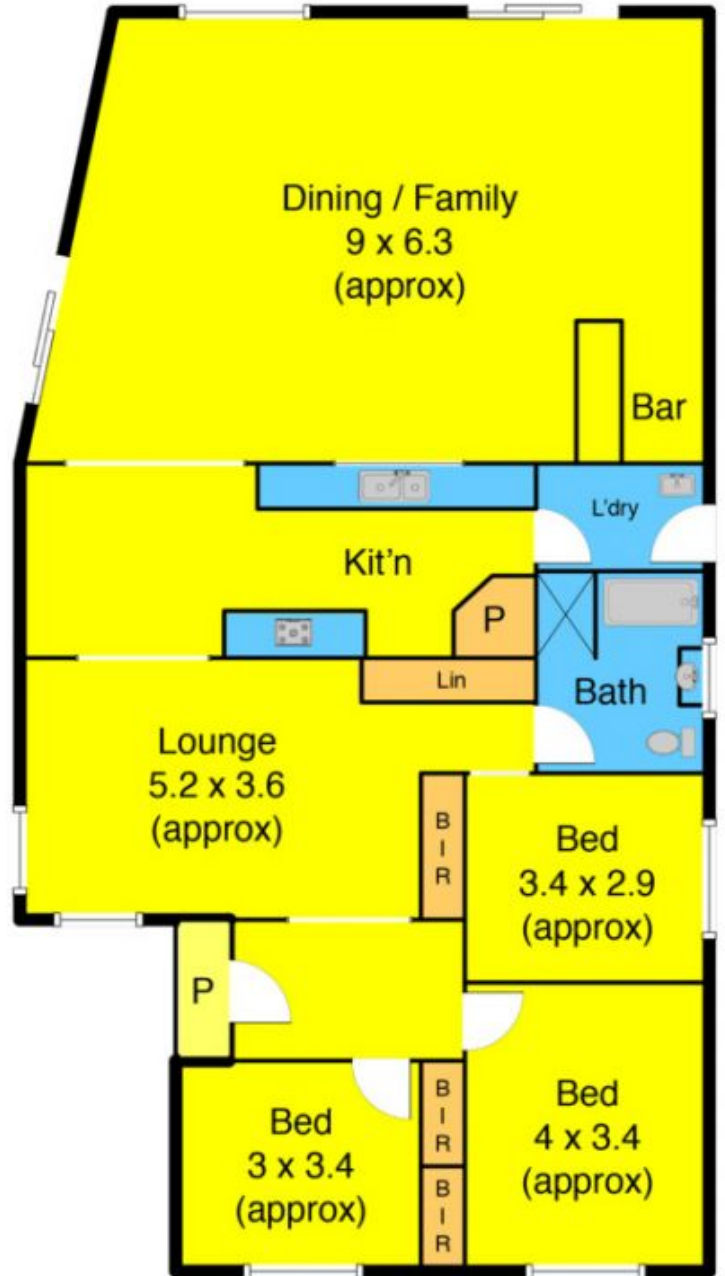 Dining / Family
9 x 6.3
(approx)
Bar
L'dry
Kit'n
P
Lin
Bath
Lounge
5.2 x 3.6
(approx)
B
I
R
Bed
3.4 x 2.9
(approx)
P
Bed
3 x 3.4
(approx)
B
I
R
B
I
R
Bed
4 x 3.4
(approx)